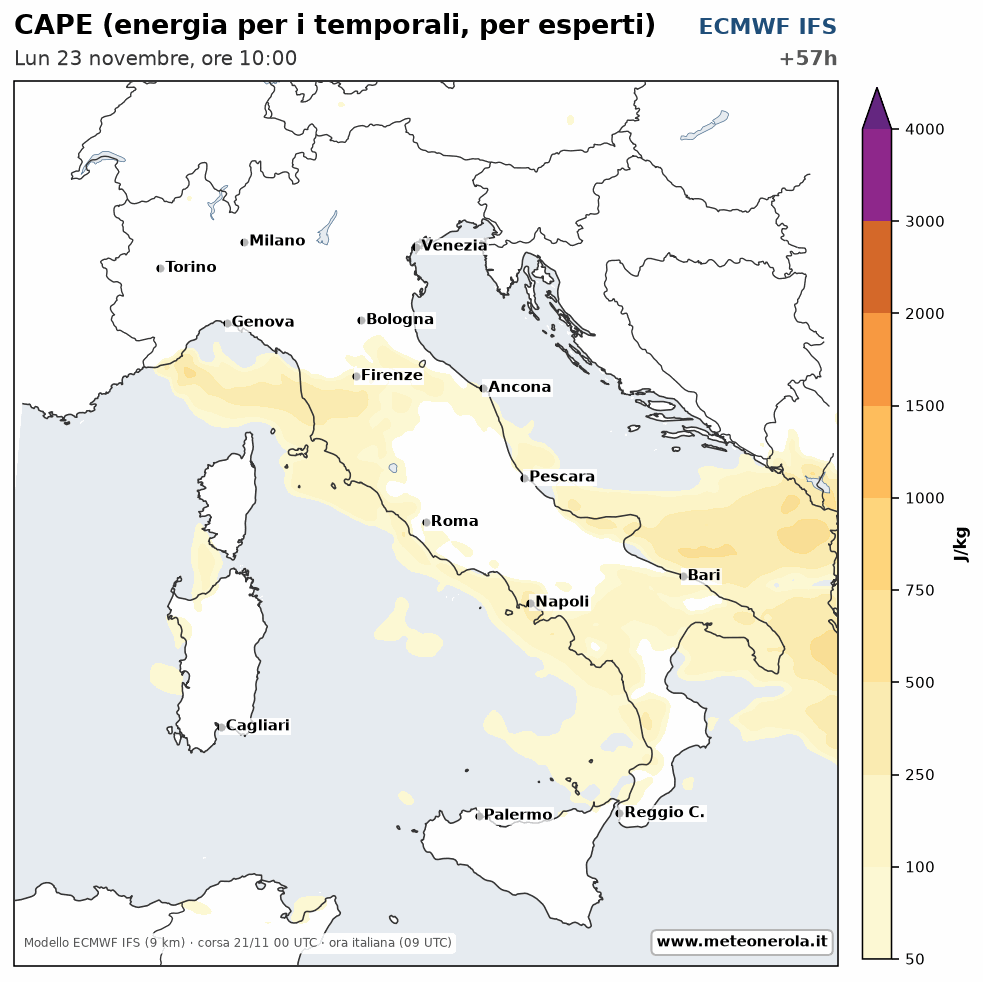 CAPE (energia per i temporali, per esperti)
ECMWF IFS
Lun 23 novembre, ore 10:00
+57h
Milano
Venezia
Torino
Genova
Bologna
Firenze
Ancona
Pescara
Roma
Bari
Napoli
Cagliari
Palermo
Reggio C.
4000
3000
2000
1500
1000
750
500
250
100
50
J/kg
Modello ECMWF IFS (9 km) · corsa 21/11 00 UTC · ora italiana (09 UTC)
www.meteonerola.it